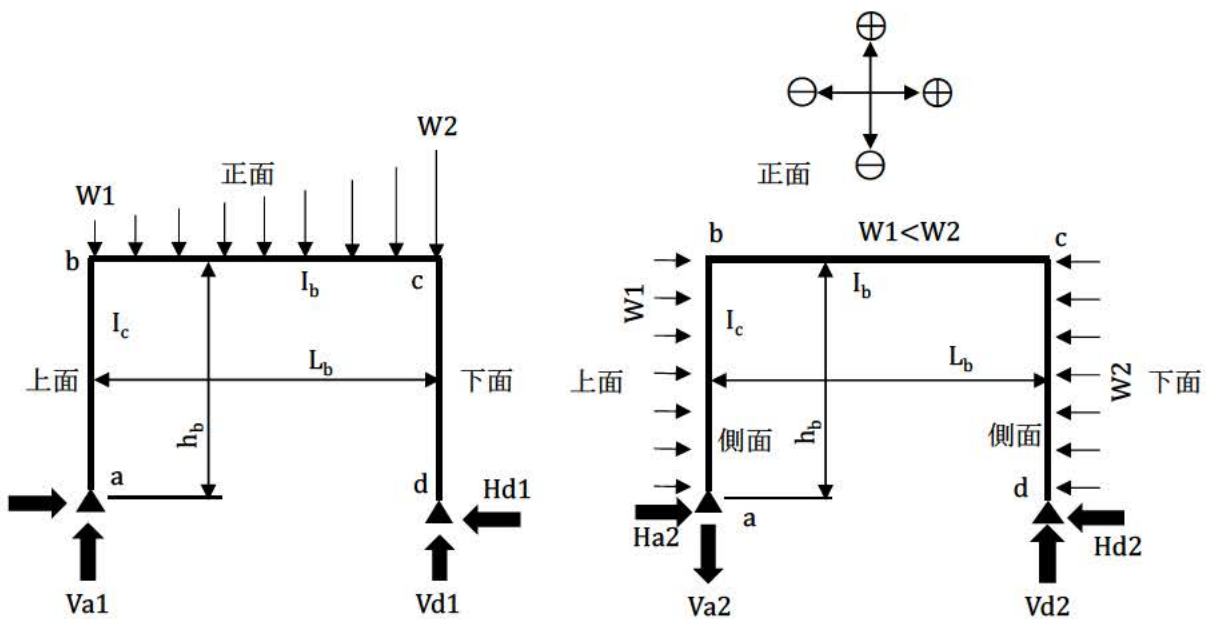 W1
W2
正面
b
c
I_b
I_c
L_b
h_b
上面
下面
a
d
Hd1
Va1
Vd1
⊕
⊖
⊕
⊖
正面
b
W1<W2
c
I_b
W1
I_c
L_b
W2
上面
下面
h_b
側面
側面
a
d
Ha2
Hd2
Va2
Vd2